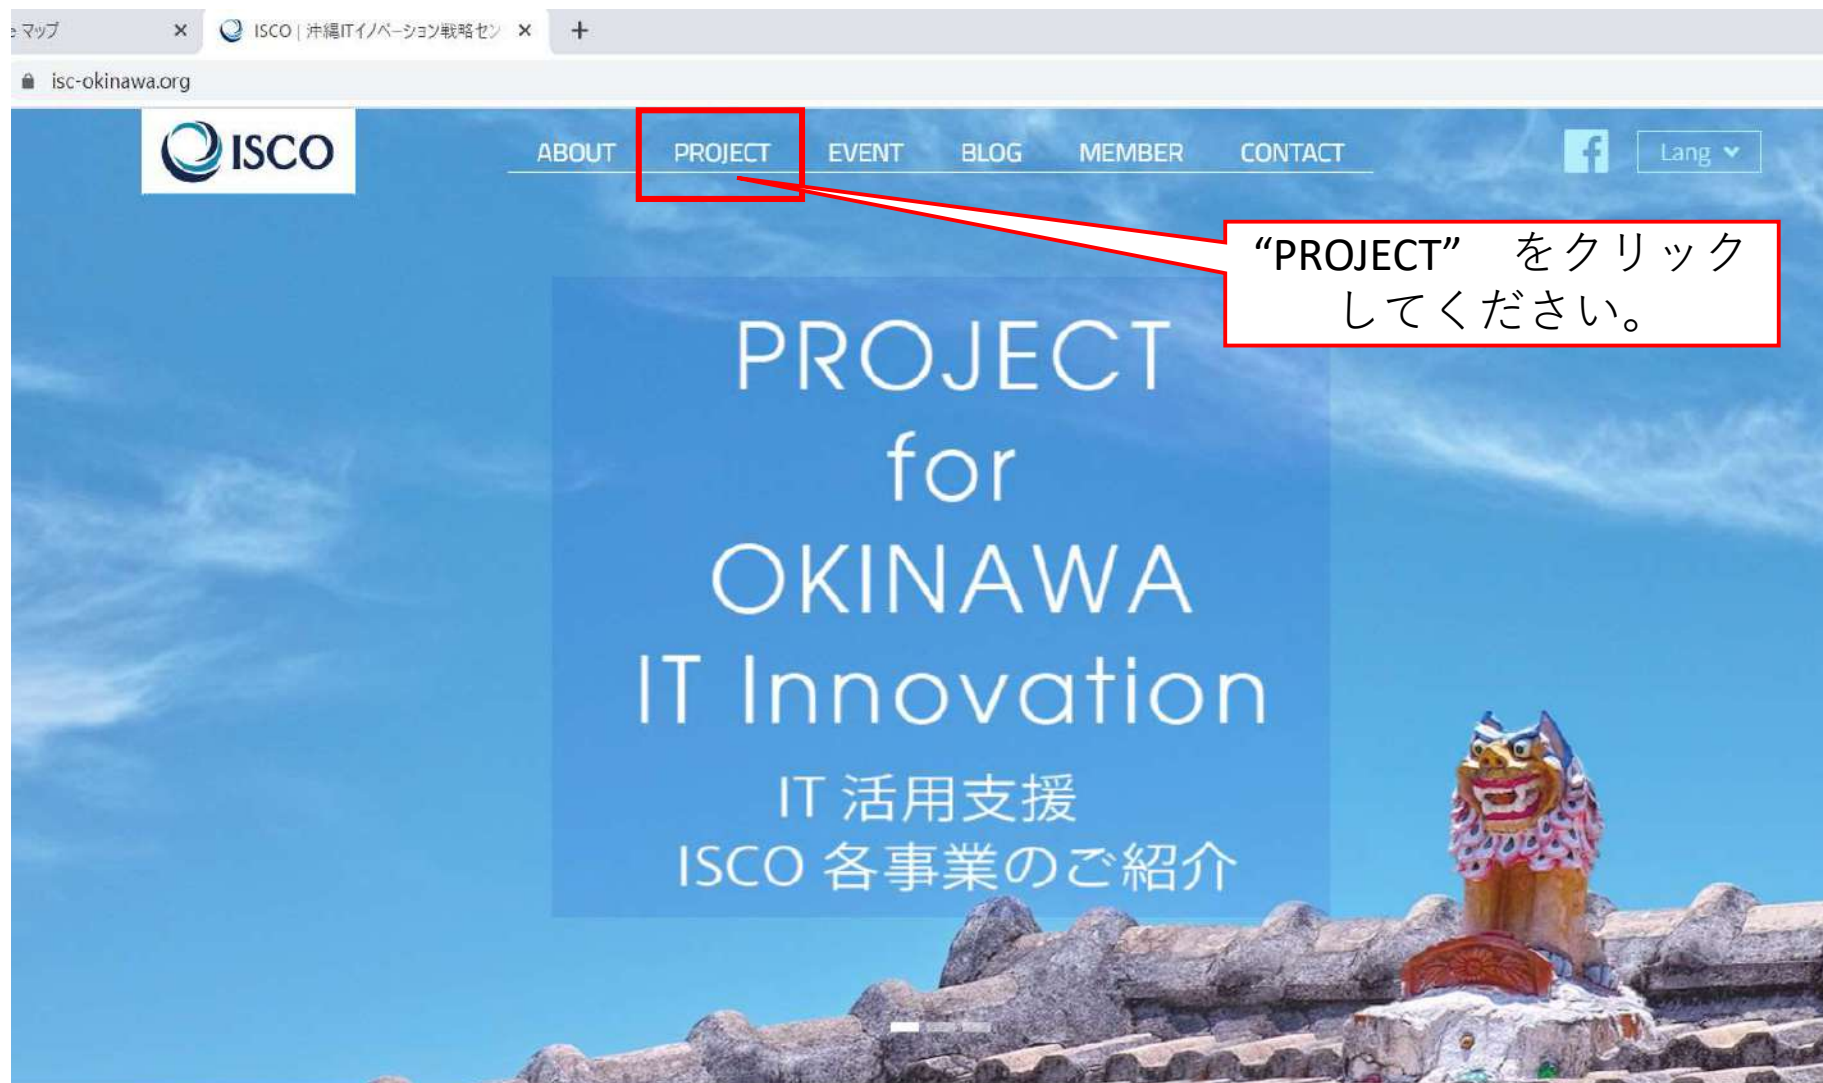 マップ
ISCO | 沖縄ITイノベーション戦略セン
isc-okinawa.org
ISCO
ABOUT PROJECT EVENT BLOG MEMBER CONTACT
f Lang
“PROJECT” をクリック
してください。
PROJECT
for
OKINAWA
IT Innovation
IT 活用支援
ISCO 各事業のご紹介